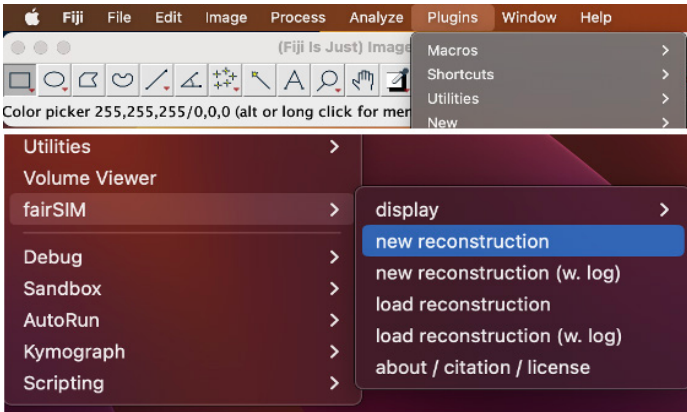 Fiji File Edit Image Process Analyze Plugins Window Help
(Fiji Is Just) Image
Macros
Shortcuts
Color picker 255,255,255/0,0,0 (alt or long click for mer
Utilities
New
Utilities
Volume Viewer
fairSIM
display
new reconstruction
Debug
new reconstruction (w. log)
Sandbox
load reconstruction
AutoRun
load reconstruction (w. log)
Kymograph
about / citation / license
Scripting